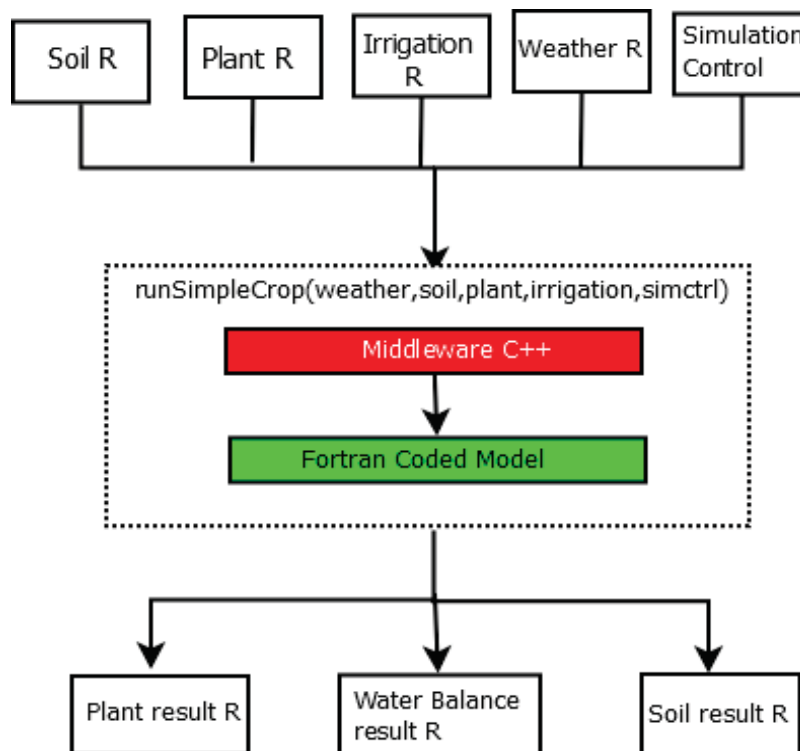 Soil R
Plant R
Irrigation
R
Weather R
Simulation
Control
runSimpleCrop(weather,soil,plant,irrigation,simctrl)
Middleware C++
Fortran Coded Model
Plant result R
Water Balance
result R
Soil result R